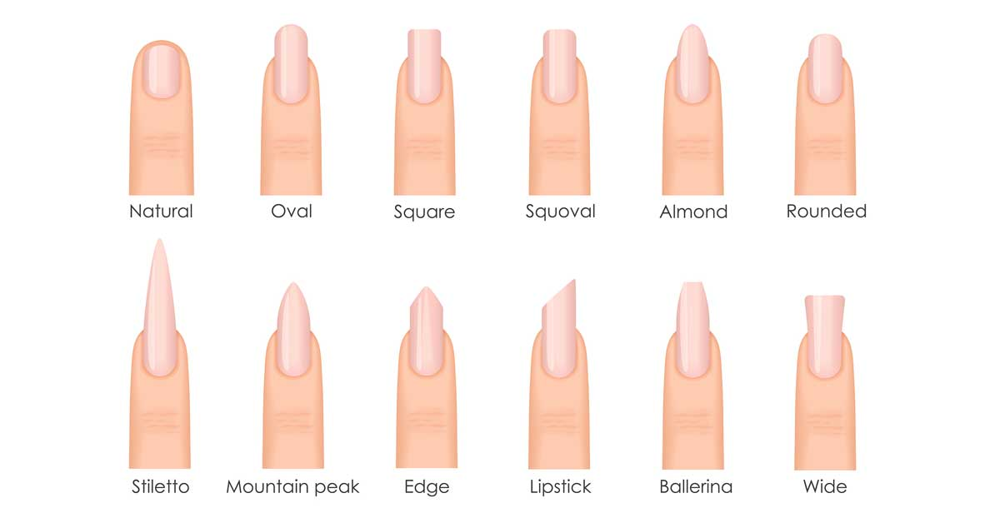 Natural
Oval
Square
Squoval
Almond
Rounded
Stiletto
Mountain peak
Edge
Lipstick
Ballerina
Wide